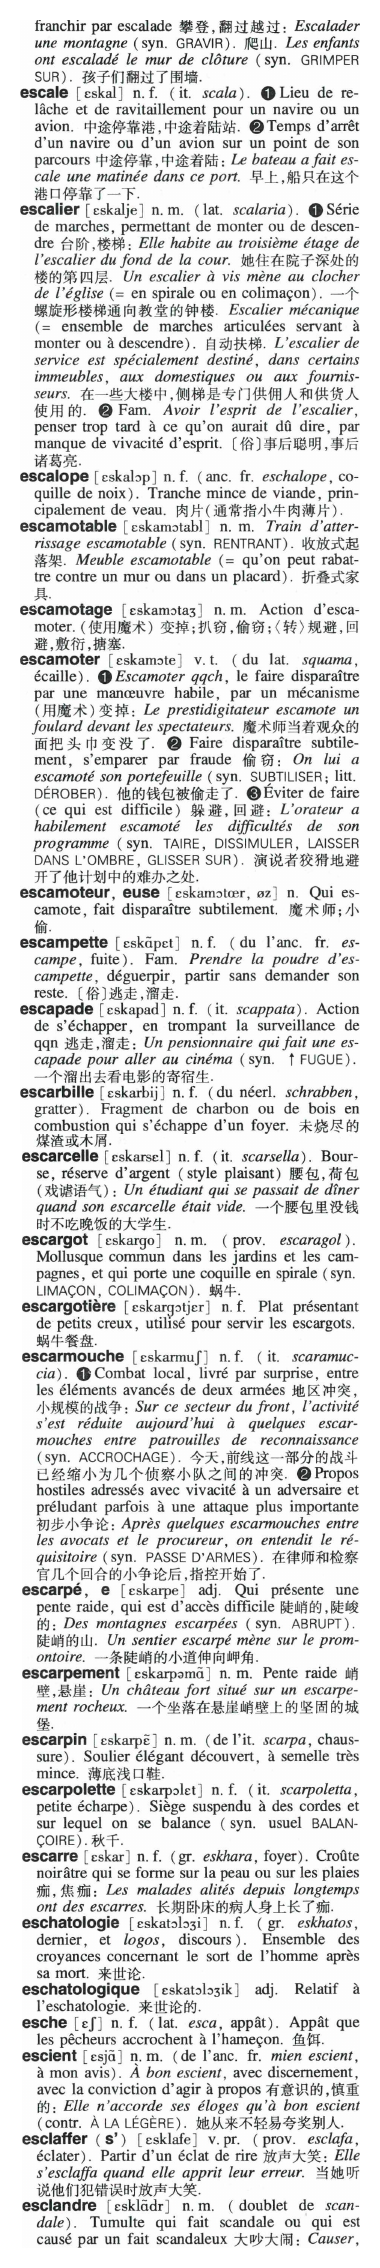 franchir par escalade 攀登,翻过越过: Escalader
une montagne (syn. GRAVIR). 爬山. Les enfants
ont escaladé le mur de clôture (syn. GRIMPER
SUR). 孩子们翻过了围墙.
escale [ɛskal] n. f. (it. scala). ❶ Lieu de re-
lâche et de ravitaillement pour un navire ou un
avion. 中途停靠港,中途着陆站. ❷ Temps d'arrêt
d'un navire ou d'un avion sur un point de son
parcours 中途停靠,中途着陆: Le bateau a fait es-
cale une matinée dans ce port. 早上,船只在这个
港口停靠了一下.
escalier [ɛskalje] n. m. (lat. scalaria). ❶ Série
de marches, permettant de monter ou de descen-
dre 台阶,楼梯: Elle habite au troisième étage de
l'escalier du fond de la cour. 她住在院子深处的
楼的第四层. Un escalier à vis mène au clocher
de l'église (= en spirale ou en colimaçon). 一个
螺旋形楼梯通向教堂的钟楼. Escalier mécanique
(= ensemble de marches articulées servant à
monter ou à descendre). 自动扶梯. L'escalier de
service est spécialement destiné, dans certains
immeubles, aux domestiques ou aux fournis-
seurs. 在一些大楼中,侧梯是专门供佣人和供货人
使用的. ❷ Fam. Avoir l'esprit de l'escalier,
penser trop tard à ce qu'on aurait dû dire, par
manque de vivacité d'esprit. 〔俗〕事后聪明,事后
诸葛亮.
escalope [ɛskalɔp] n. f. (anc. fr. eschalope, co-
quille de noix). Tranche mince de viande, prin-
cipalement de veau. 肉片(通常指小牛肉薄片).
escamotable [ɛskamɔtabl] n. m. Train d'atter-
rissage escamotable (syn. RENTRANT). 收放式起
落架. Meuble escamotable (= qu'on peut rabat-
tre contre un mur ou dans un placard). 折叠式家
具.
escamotage [ɛskamɔtaʒ] n. m. Action d'esca-
moter. (使用魔术) 变掉;扒窃,偷窃;〈转〉规避,回
避,敷衍,搪塞.
escamoter [ɛskamɔte] v. t. (du lat. squama,
écaille). ❶ Escamoter qqch, le faire disparaître
par une manœuvre habile, par un mécanisme
(用魔术)变掉: Le prestidigitateur escamote un
foulard devant les spectateurs. 魔术师当着观众的
面把头巾变没了. ❷ Faire disparaître subtile-
ment, s'emparer par fraude 偷窃: On lui a
escamoté son portefeuille (syn. SUBTILISER; litt.
DÉROBER). 他的钱包被偷走了. ❸ Éviter de faire
(ce qui est difficile) 躲避,回避: L'orateur a
habilement escamoté les difficultés de son
programme (syn. TAIRE, DISSIMULER, LAISSER
DANS L'OMBRE, GLISSER SUR). 演说者狡猾地避
开了他计划中的难办之处.
escamoteur, euse [ɛskamɔtœr, øz] n. Qui es-
camote, fait disparaître subtilement. 魔术师;小
偷.
escampette [ɛskɑ̃pɛt] n. f. (du l'anc. fr. es-
campe, fuite). Fam. Prendre la poudre d'es-
campette, déguerpir, partir sans demander son
reste. 〔俗〕逃走,溜走.
escapade [ɛskapad] n. f. (it. scappata). Action
de s'échapper, en trompant la surveillance de
qqn 逃走,溜走: Un pensionnaire qui fait une es-
capade pour aller au cinéma (syn. ↑ FUGUE).
一个溜出去看电影的寄宿生.
escarbille [ɛskarbij] n. f. (du néerl. schrabben,
gratter). Fragment de charbon ou de bois en
combustion qui s'échappe d'un foyer. 未烧尽的
煤渣或木屑.
escarcelle [ɛskarsɛl] n. f. (it. scarsella). Bour-
se, réserve d'argent (style plaisant) 腰包,荷包
(戏谑语气): Un étudiant qui se passait de dîner
quand son escarcelle était vide. 一个腰包里没钱
时不吃晚饭的大学生.
escargot [ɛskargo] n. m. (prov. escaragol).
Mollusque commun dans les jardins et les cam-
pagnes, et qui porte une coquille en spirale (syn.
LIMAÇON, COLIMAÇON). 蜗牛.
escargotière [ɛskargɔtjɛr] n. f. Plat présentant
de petits creux, utilisé pour servir les escargots.
蜗牛餐盘.
escarmouche [ɛskarmuʃ] n. f. (it. scaramuc-
cia). ❶ Combat local, livré par surprise, entre
les éléments avancés de deux armées 地区冲突,
小规模的战争: Sur ce secteur du front, l'activité
s'est réduite aujourd'hui à quelques escar-
mouches entre patrouilles de reconnaissance
(syn. ACCROCHAGE). 今天,前线这一部分的战斗
已经缩小为几个侦察小队之间的冲突. ❷ Propos
hostiles adressés avec vivacité à un adversaire et
préludant parfois à une attaque plus importante
初步小争论: Après quelques escarmouches entre
les avocats et le procureur, on entendit le ré-
quisitoire (syn. PASSE D'ARMES). 在律师和检察
官几个回合的小争论后,指控开始了.
escarpé, e [ɛskarpe] adj. Qui présente une
pente raide, qui est d'accès difficile 陡峭的,陡峻
的: Des montagnes escarpées (syn. ABRUPT).
陡峭的山. Un sentier escarpé mène sur le prom-
ontoire. 一条陡峭的小道伸向岬角.
escarpement [ɛskarpəmɑ̃] n. m. Pente raide 峭
壁,悬崖: Un château fort situé sur un escarpe-
ment rocheux. 一个坐落在悬崖峭壁上的坚固的城
堡.
escarpin [ɛskarpɛ̃] n. m. (de l'it. scarpa, chaus-
sure). Soulier élégant découvert, à semelle très
mince. 薄底浅口鞋.
escarpolette [ɛskarpɔlɛt] n. f. (it. scarpoletta,
petite écharpe). Siège suspendu à des cordes et
sur lequel on se balance (syn. usuel BALAN-
ÇOIRE). 秋千.
escarre [ɛskar] n. f. (gr. eskhara, foyer). Croûte
noirâtre qui se forme sur la peau ou sur les plaies
痂,焦痂: Les malades alités depuis longtemps
ont des escarres. 长期卧床的病人身上长了痂.
eschatologie [ɛskatɔlɔʒi] n. f. (gr. eskhatos,
dernier, et logos, discours). Ensemble des
croyances concernant le sort de l'homme après
sa mort. 来世论.
eschatologique [ɛskatɔlɔʒik] adj. Relatif à
l'eschatologie. 来世论的.
esche [ɛʃ] n. f. (lat. esca, appât). Appât que
les pêcheurs accrochent à l'hameçon. 鱼饵.
escient [ɛsjɑ̃] n. m. (de l'anc. fr. mien escient,
à mon avis). À bon escient, avec discernement,
avec la conviction d'agir à propos 有意识的,慎重
的: Elle n'accorde ses éloges qu'à bon escient
(contr. À LA LÉGÈRE). 她从来不轻易夸奖别人.
esclaffer (s') [ɛsklafe] v. pr. (prov. esclafa,
éclater). Partir d'un éclat de rire 放声大笑: Elle
s'esclaffa quand elle apprit leur erreur. 当她听
说他们犯错误时放声大笑.
esclandre [ɛsklɑ̃dr] n. m. (doublet de scan-
dale). Tumulte qui fait scandale ou qui est
causé par un fait scandaleux 大吵大闹: Causer,